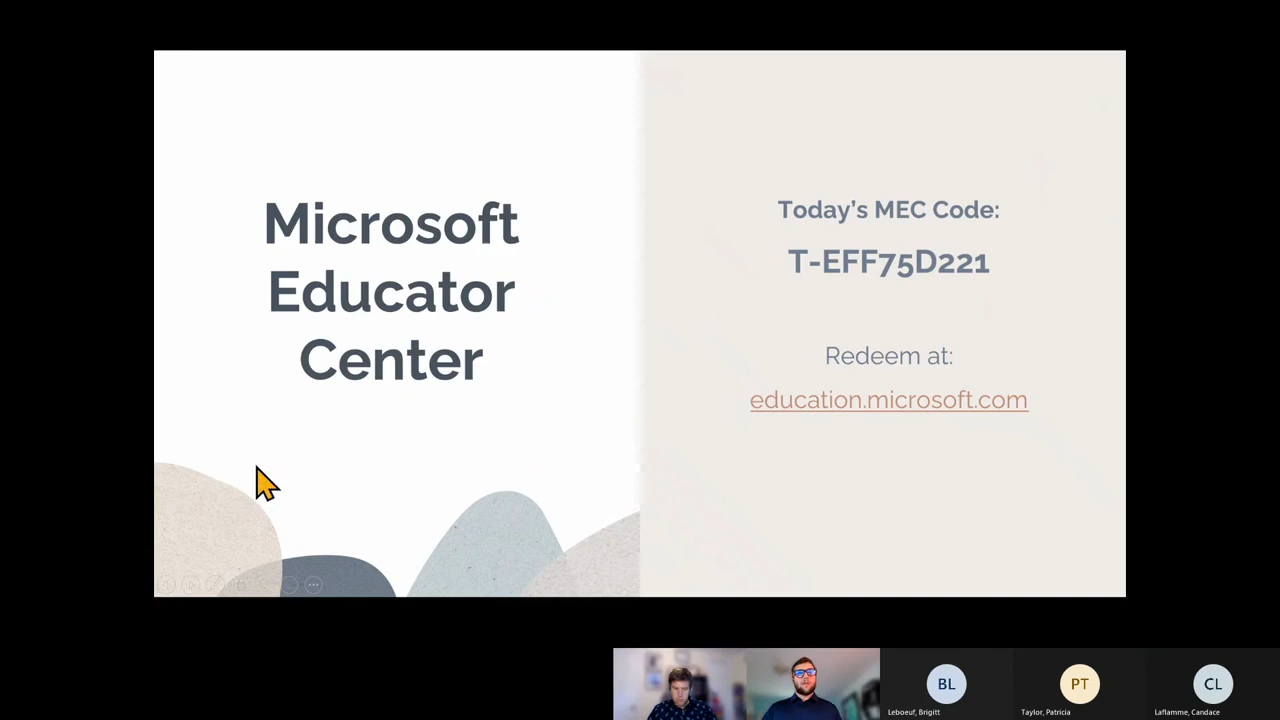 Microsoft
Educator
Center
Today's MEC Code:
T-EFF75D221
Redeem at:
education.microsoft.com
BL
PT
CL
Leboeuf, Brigitt
Taylor, Patricia
Laflamme, Candace